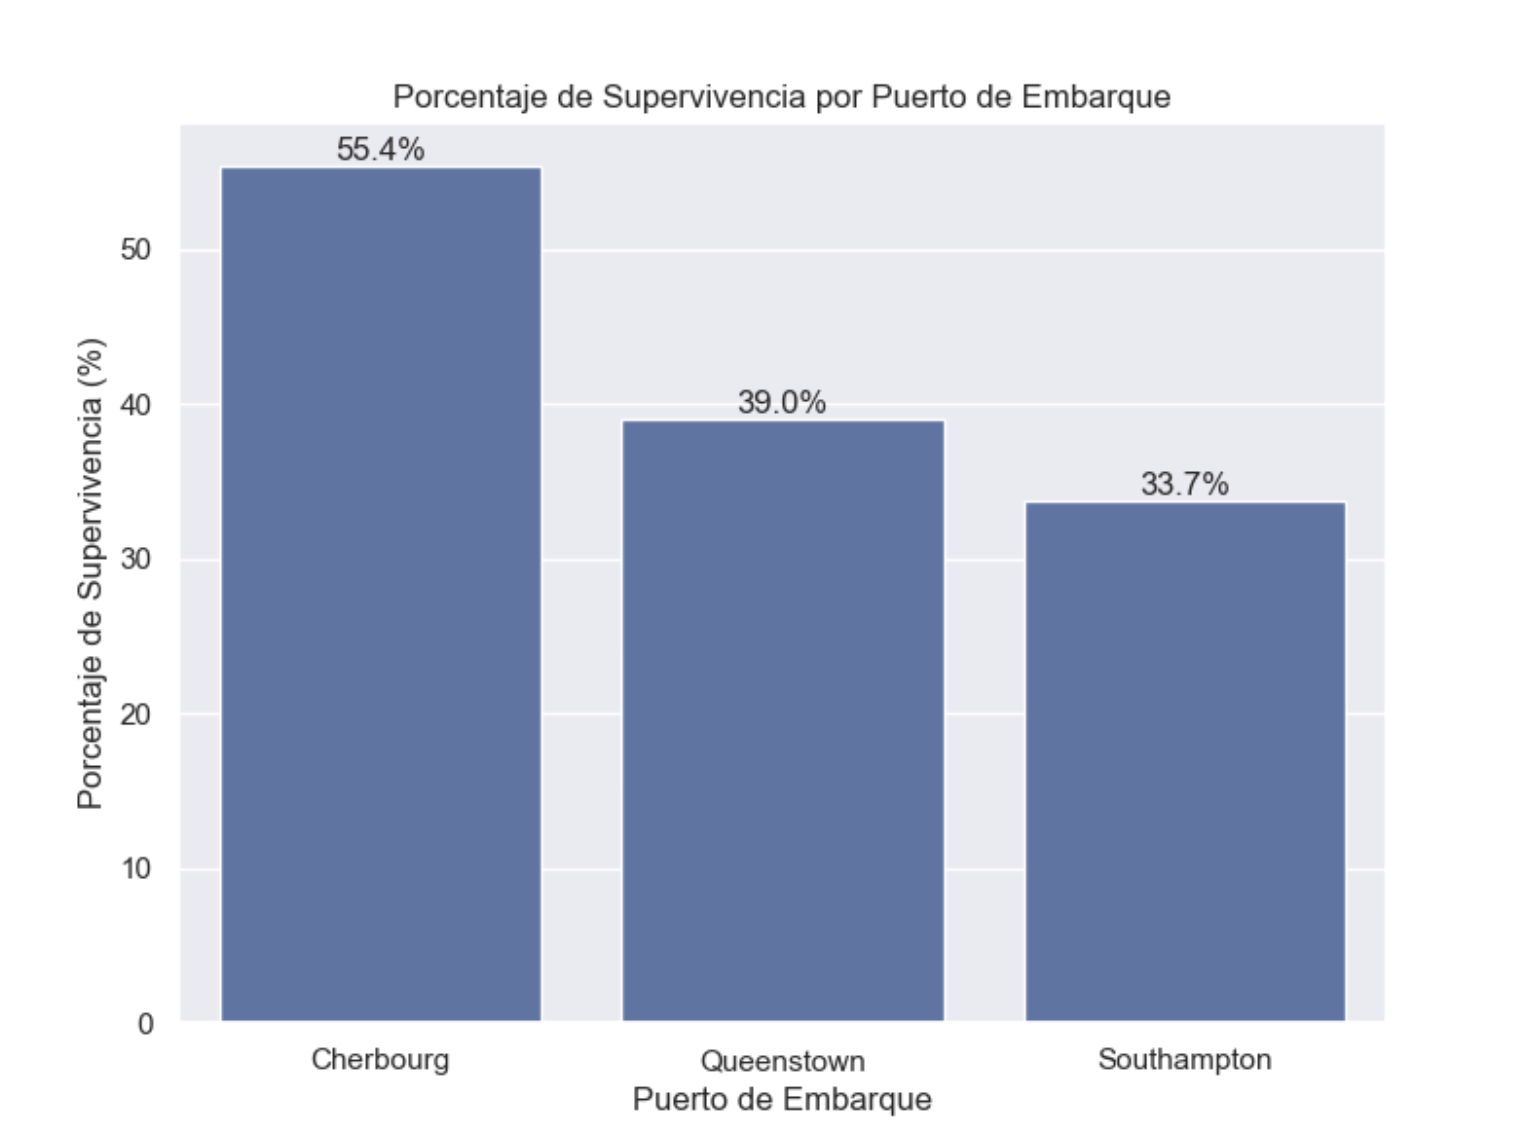 Porcentaje de Supervivencia por Puerto de Embarque
55.4%
39.0%
33.7%
Porcentaje de Supervivencia (%)
50
40
30
20
10
0
Cherbourg
Queenstown
Southampton
Puerto de Embarque